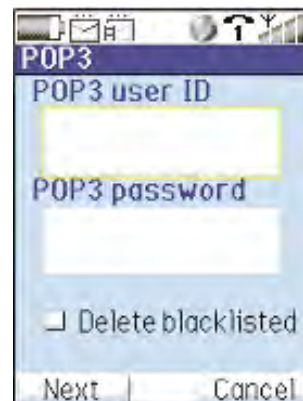 POP3
POP3 user ID
POP3 password
Delete blacklisted
Next
Cancel